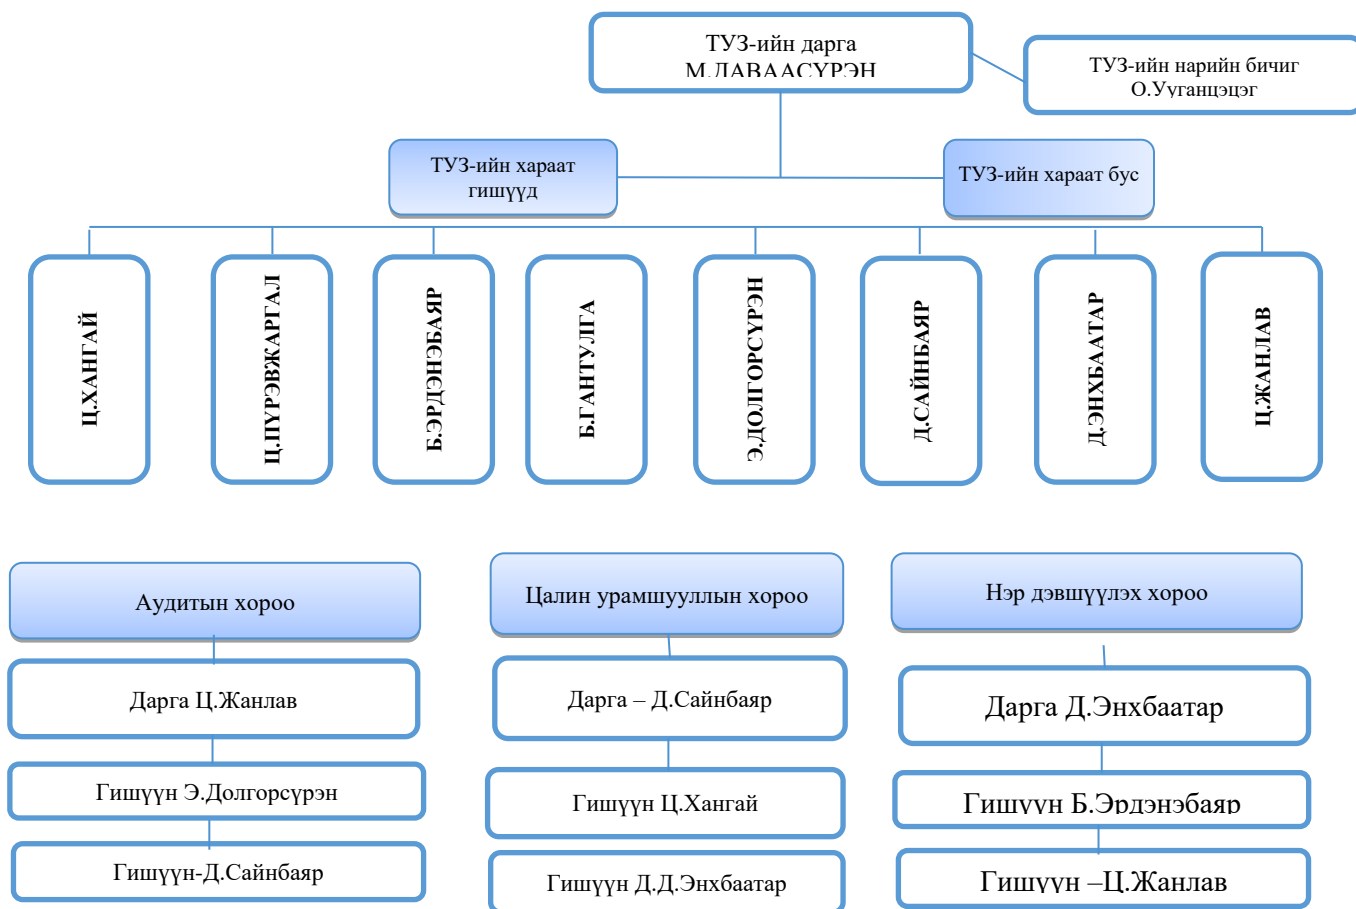 ТУЗ-ийн дарга
М.ДАВААСҮРЭН
ТУЗ-ийн нарийн бичиг
О.Ууганцэцэг
ТУЗ-ийн хараат
гишүүд
ТУЗ-ийн хараат бус
Ц.ХАНГАЙ
Ц.ПҮРЭВЖАРГАЛ
Б.ЭРДЭНЭБАЯР
Б.ГАНТУЛГА
Э.ДОЛГОРСҮРЭН
Д.САЙНБАЯР
Д.ЭНХБААТАР
Ц.ЖАНЛАВ
Аудитын хороо
Дарга Ц.Жанлав
Гишүүн Э.Долгорсүрэн
Гишүүн-Д.Сайнбаяр
Цалин урамшууллын хороо
Дарга – Д.Сайнбаяр
Гишүүн Ц.Хангай
Гишүүн Д.Д.Энхбаатар
Нэр дэвшүүлэх хороо
Дарга Д.Энхбаатар
Гишүүн Б.Эрдэнэбаяр
Гишүүн –Ц.Жанлав